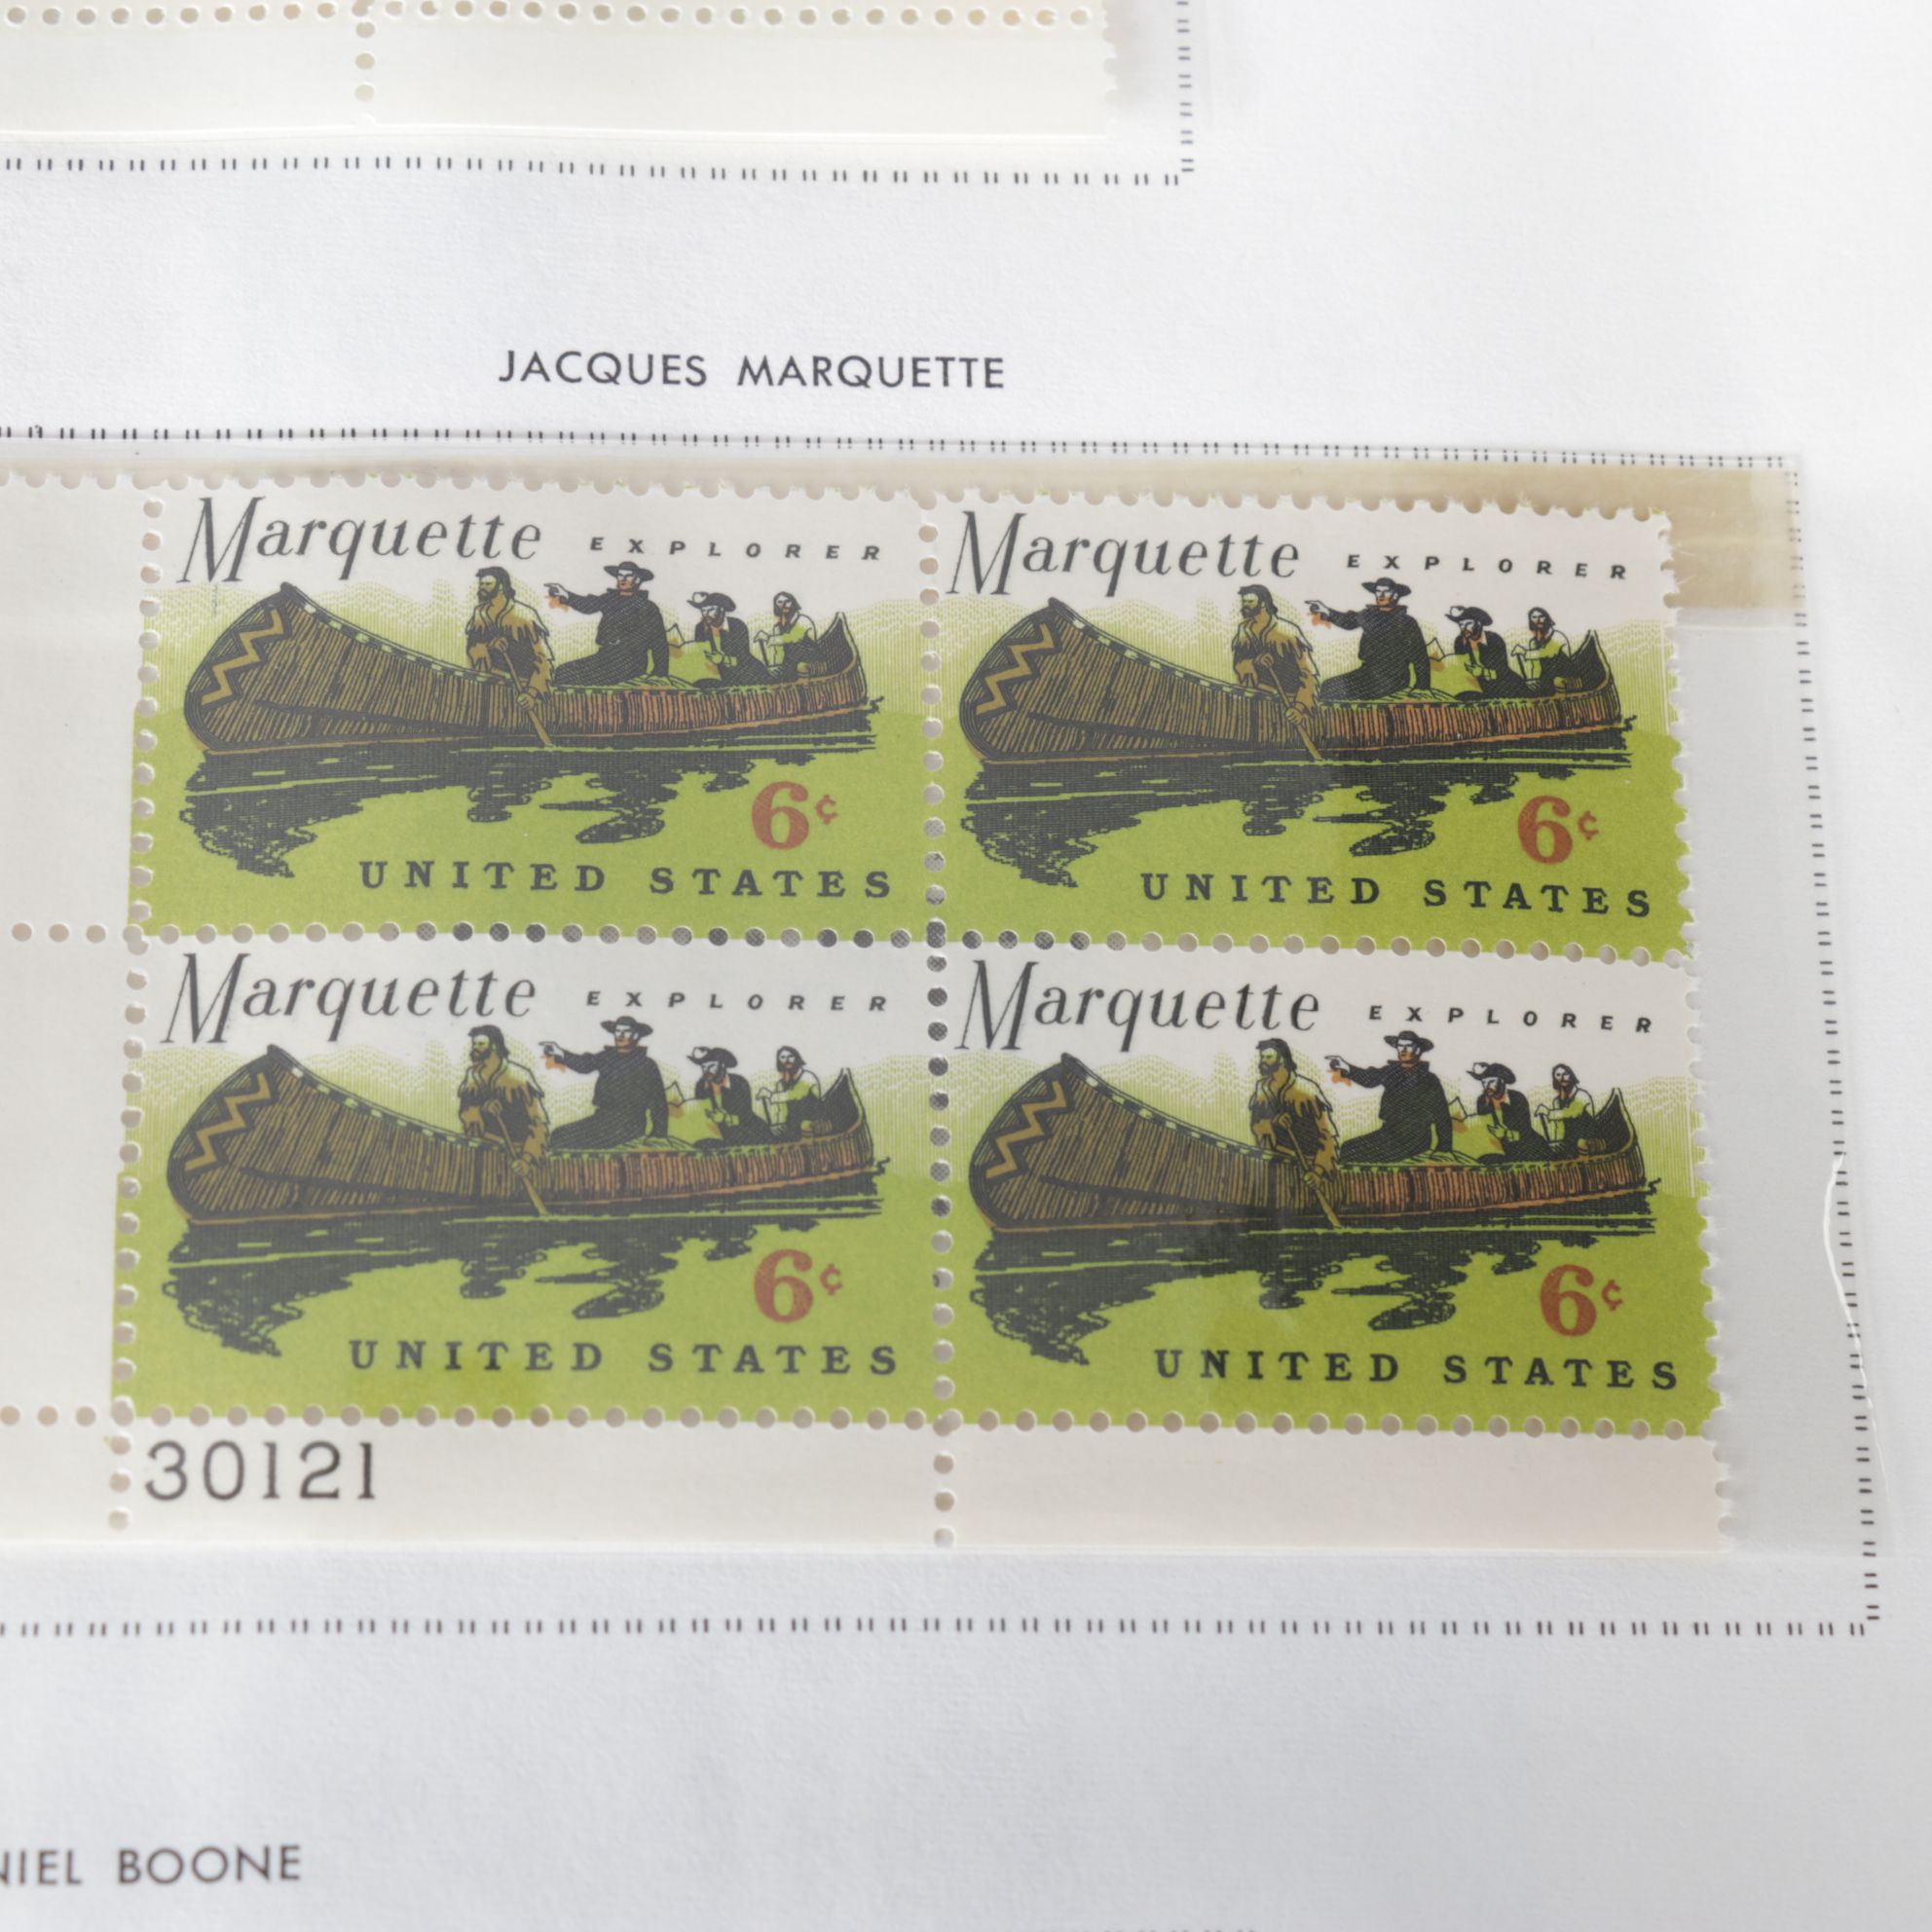 JACQUES MARQUETTE
Marquette EXPLORER
6¢
UNITED STATES
Marquette EXPLORER
6¢
UNITED STATES
Marquette EXPLORER
6¢
UNITED STATES
Marquette EXPLORER
6¢
UNITED STATES
30121
NIEL BOONE